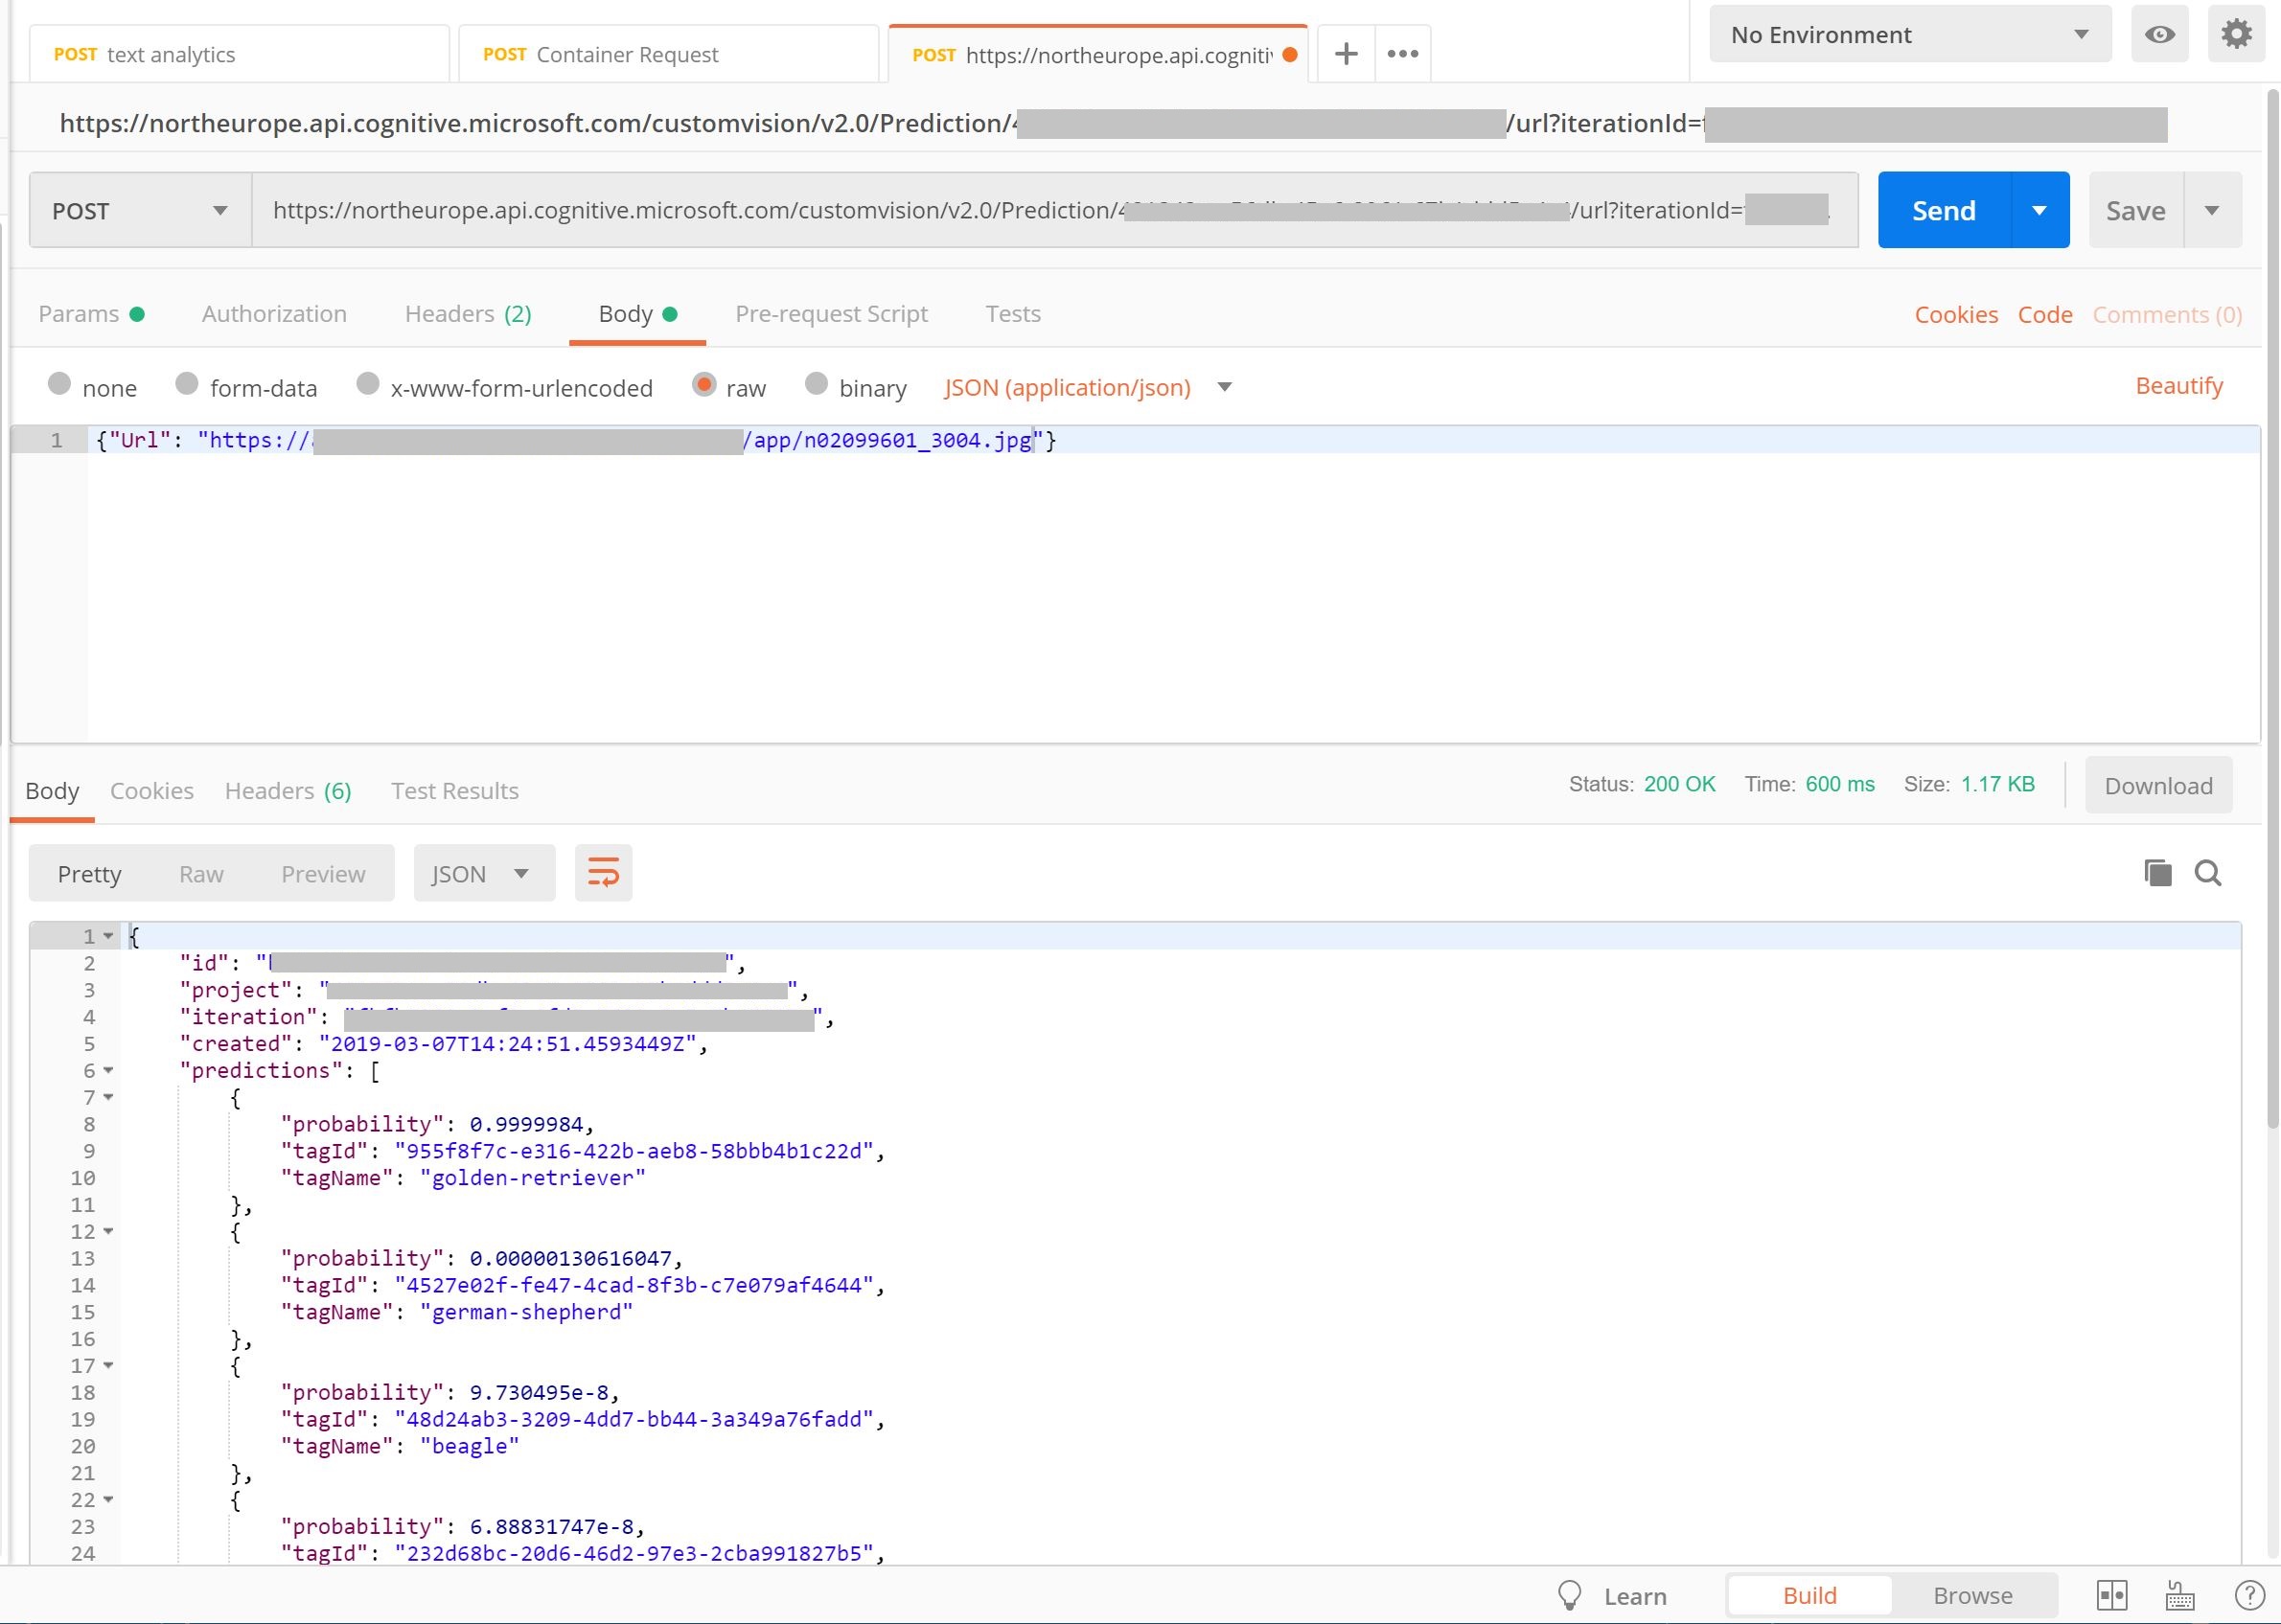 POST text analytics
POST Container Request
POST https://northeurope.api.cogniti
No Environment
https://northeurope.api.cognitive.microsoft.com/customvision/v2.0/Prediction/ /url?iterationId=
POST
https://northeurope.api.cognitive.microsoft.com/customvision/v2.0/Prediction/ /url?iterationId=
Send
Save
Params
Authorization
Headers (2)
Body
Pre-request Script
Tests
Cookies
Code
Comments (0)
none
form-data
x-www-form-urlencoded
raw
binary
JSON (application/json)
Beautify
1 {"Url": "https:// /app/n02099601_3004.jpg"}
Body
Cookies
Headers (6)
Test Results
Status: 200 OK
Time: 600 ms
Size: 1.17 KB
Download
Pretty
Raw
Preview
JSON
1 {
2 "id": " ",
3 "project": " ",
4 "iteration": " ",
5 "created": "2019-03-07T14:24:51.4593449Z",
6 "predictions": [
7 {
8 "probability": 0.9999984,
9 "tagId": "955f8f7c-e316-422b-aeb8-58bbb4b1c22d",
10 "tagName": "golden-retriever"
11 },
12 {
13 "probability": 0.00000130616047,
14 "tagId": "4527e02f-fe47-4cad-8f3b-c7e079af4644",
15 "tagName": "german-shepherd"
16 },
17 {
18 "probability": 9.730495e-8,
19 "tagId": "48d24ab3-3209-4dd7-bb44-3a349a76fadd",
20 "tagName": "beagle"
21 },
22 {
23 "probability": 6.88831747e-8,
24 "tagId": "232d68bc-20d6-46d2-97e3-2cba991827b5",
Learn
Build
Browse